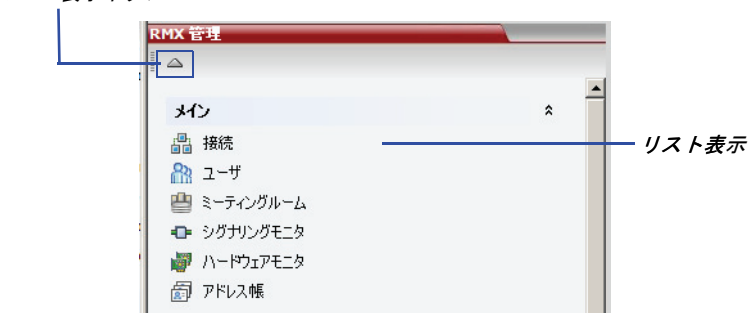 RMX 管理
メイン
接続
リスト表示
ユーザ
ミーティングルーム
シグナリングモニタ
ハードウェアモニタ
アドレス帳